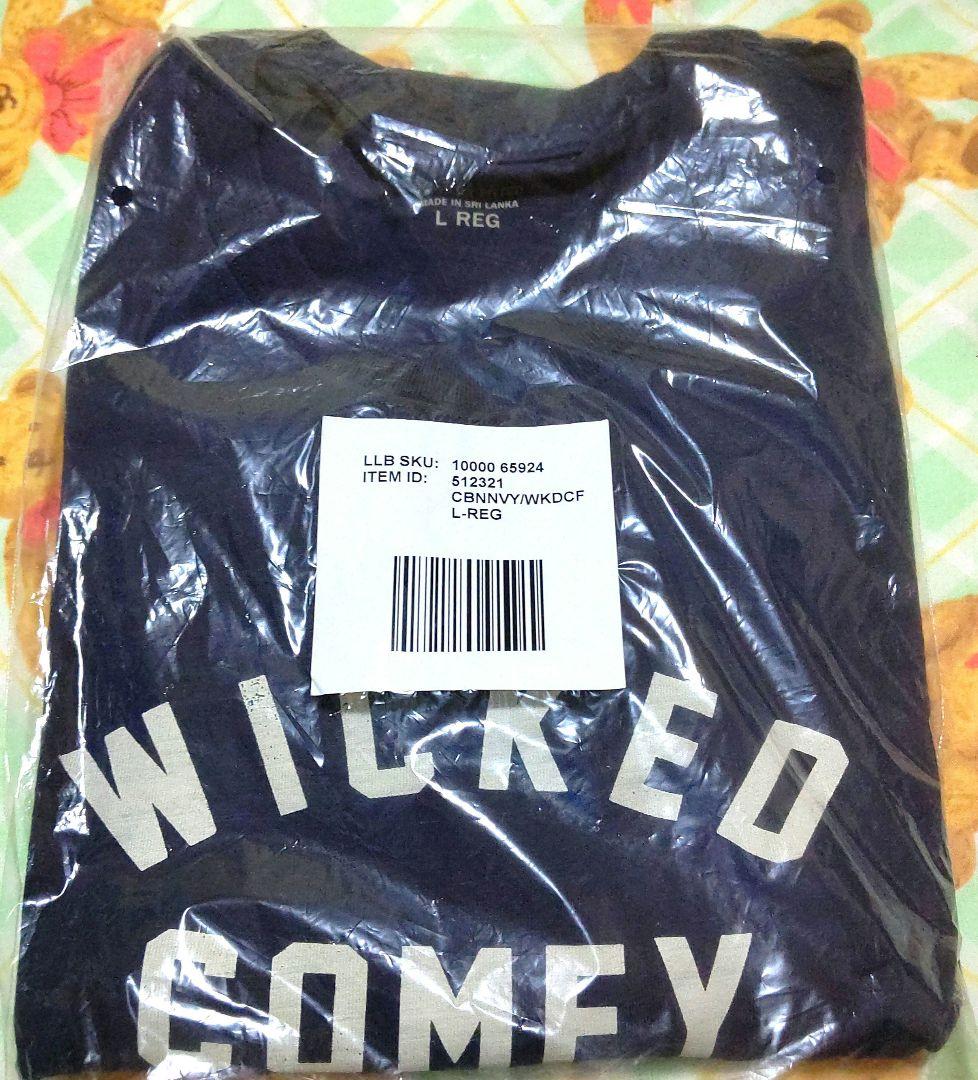 MADE IN SRI LANKA
L REG
LLB SKU: 10000 65924
ITEM ID: 512321
CBNNVY/WKDCF
L-REG
WICKED
COMFY